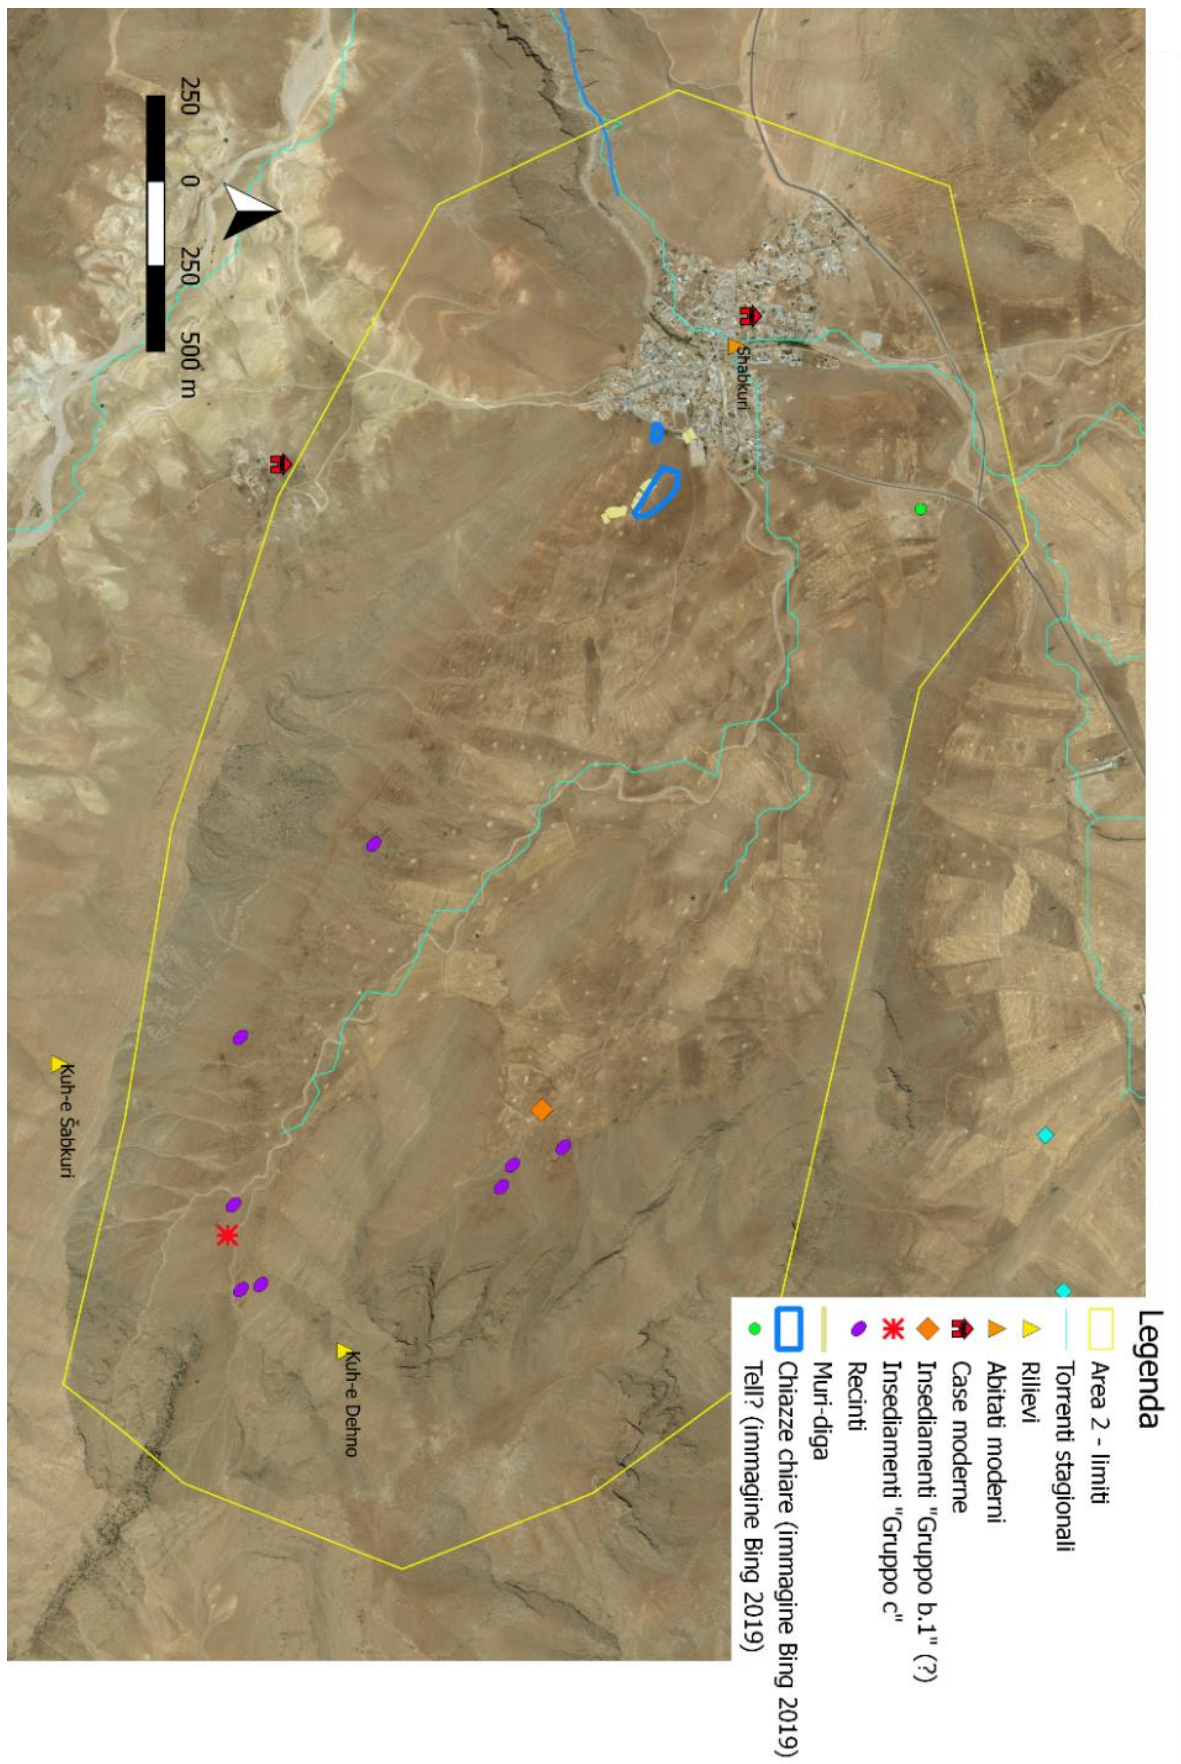 Legenda
Area 2 - limiti
Torrenti stagionali
Rilievi
Abitati moderni
Case moderne
Insediamenti "Gruppo b.1" (?)
Insediamenti "Gruppo c"
Recinti
Muri-diga
Chiazze chiare (immagine Bing 2019)
Tell? (immagine Bing 2019)
Shabkuri
Kuh-e Dehno
Kuh-e Šabkuri
250 0 250 500 m